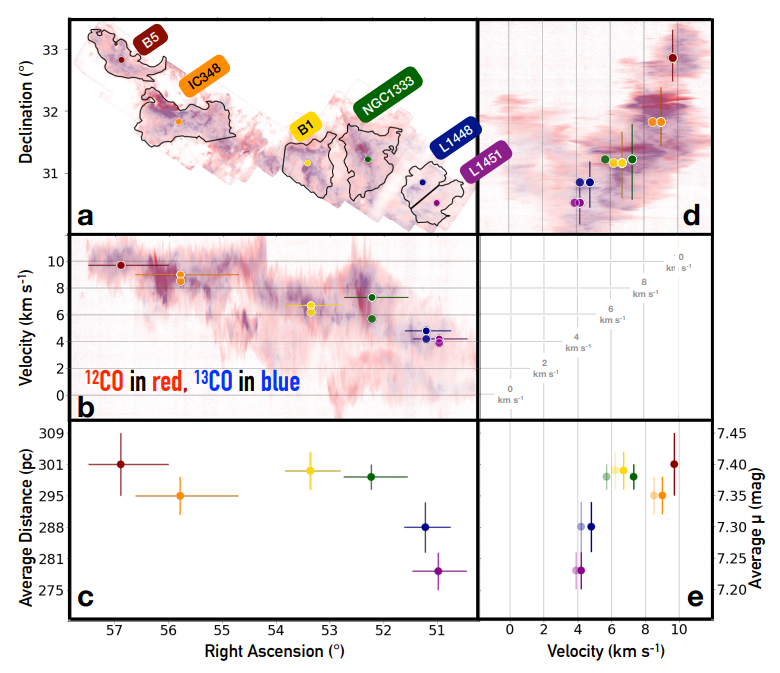 Declination (°)
33
32
31
B5
IC348
B1
NGC1333
L1448
L1451
a
d
Velocity (km s⁻¹)
10
8
6
4
2
0
¹²CO in red, ¹³CO in blue
b
0
km s⁻¹
2
km s⁻¹
4
km s⁻¹
6
km s⁻¹
8
km s⁻¹
0
s⁻¹
Average Distance (pc)
309
301
295
288
281
275
c
e
7.45
7.40
7.35
7.30
7.25
7.20
Average μ (mag)
57 56 55 54 53 52 51
Right Ascension (°)
0 2 4 6 8 10
Velocity (km s⁻¹)